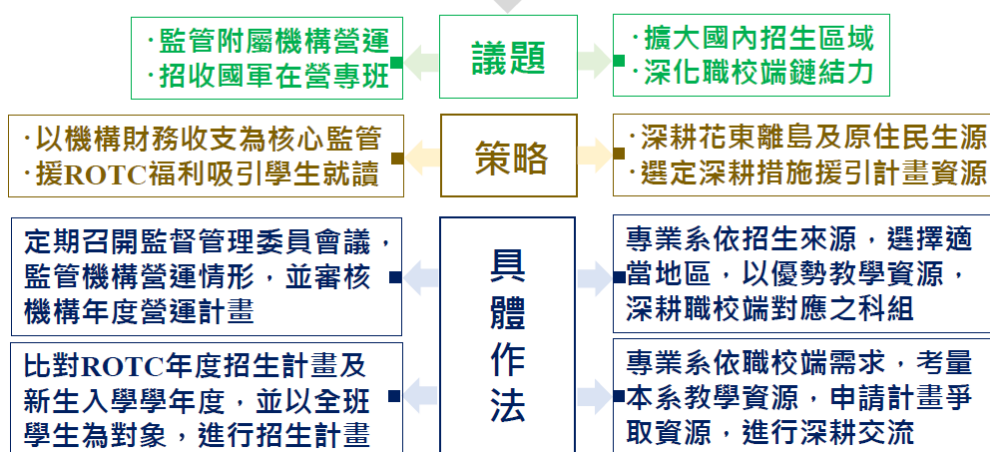 ·監管附屬機構營運
·招收國軍在營專班
議題
·擴大國內招生區域
·深化職校端鏈結力
·以機構財務收支為核心監管
·援ROTC福利吸引學生就讀
策略
·深耕花東離島及原住民生源
·選定深耕措施援引計畫資源
定期召開監督管理委員會議，
監管機構營運情形，並審核
機構年度營運計畫
比對ROTC年度招生計畫及
新生入學學年度，並以全班
學生為對象，進行招生計畫
具
體
作
法
專業系依招生來源，選擇適
當地區，以優勢教學資源，
深耕職校端對應之科組
專業系依職校端需求，考量
本系教學資源，申請計畫爭
取資源，進行深耕交流